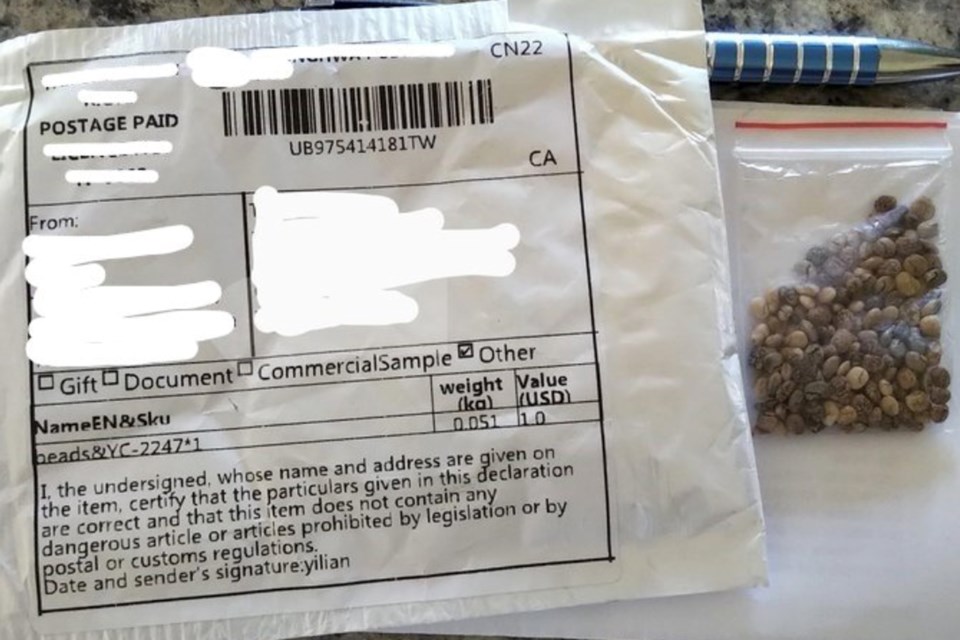 CN22
POSTAGE PAID
UB975414181TW
CA
From:
Gift Document CommercialSample Other
weight (kg)
Value (USD)
NameEN&Sku
0.051 1.0
beads&YC-2247*1
I, the undersigned, whose name and address are given on
the item, certify that the particulars given in this declaration
are correct and that this item does not contain any
dangerous article or articles prohibited by legislation or by
postal or customs regulations.
Date and sender's signature:yilian